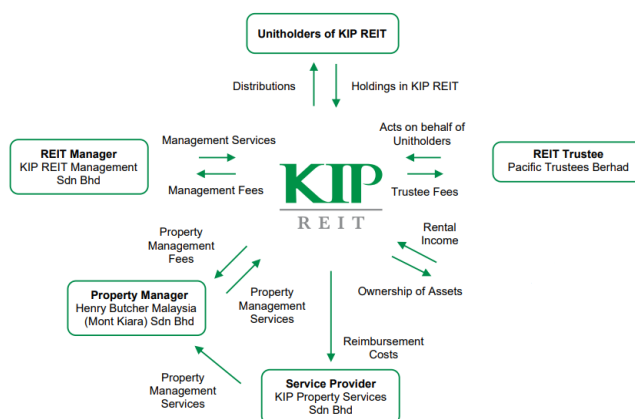 Unitholders of KIP REIT
Distributions
Holdings in KIP REIT
REIT Manager
KIP REIT Management
Sdn Bhd
Management Services
Management Fees
KIP
REIT
Acts on behalf of
Unitholders
Trustee Fees
REIT Trustee
Pacific Trustees Berhad
Property
Management
Fees
Rental
Income
Ownership of Assets
Property Manager
Henry Butcher Malaysia
(Mont Kiara) Sdn Bhd
Property
Management
Services
Reimbursement
Costs
Property
Management
Services
Service Provider
KIP Property Services
Sdn Bhd